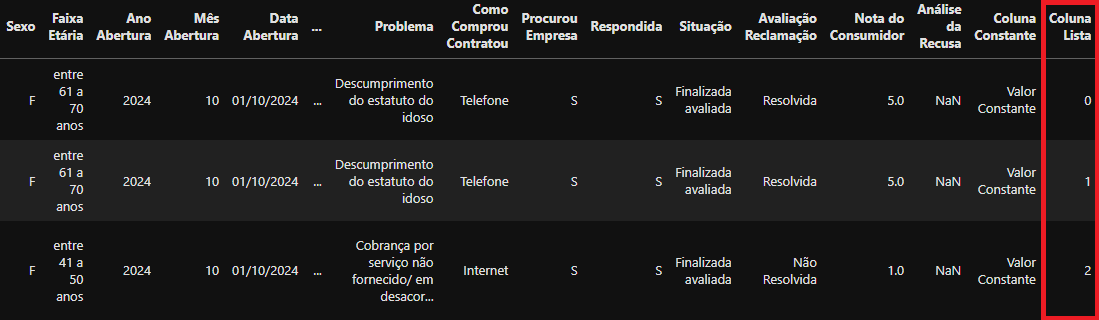 Sexo Faixa Etária Ano Abertura Mês Abertura Data Abertura ... Problema Como Comprou Contratou Procurou Empresa Respondida Situação Avaliação Reclamação Nota do Consumidor Análise da Recusa Coluna Constante Coluna Lista
F entre 61 a 70 anos 2024 10 01/10/2024 ... Descumprimento do estatuto do idoso Telefone S S Finalizada avaliada Resolvida 5.0 NaN Valor Constante 0
F entre 61 a 70 anos 2024 10 01/10/2024 ... Descumprimento do estatuto do idoso Telefone S S Finalizada avaliada Resolvida 5.0 NaN Valor Constante 1
F entre 41 a 50 anos 2024 10 01/10/2024 ... Cobrança por serviço não fornecido/ em desacor... Internet S S Finalizada avaliada Não Resolvida 1.0 NaN Valor Constante 2